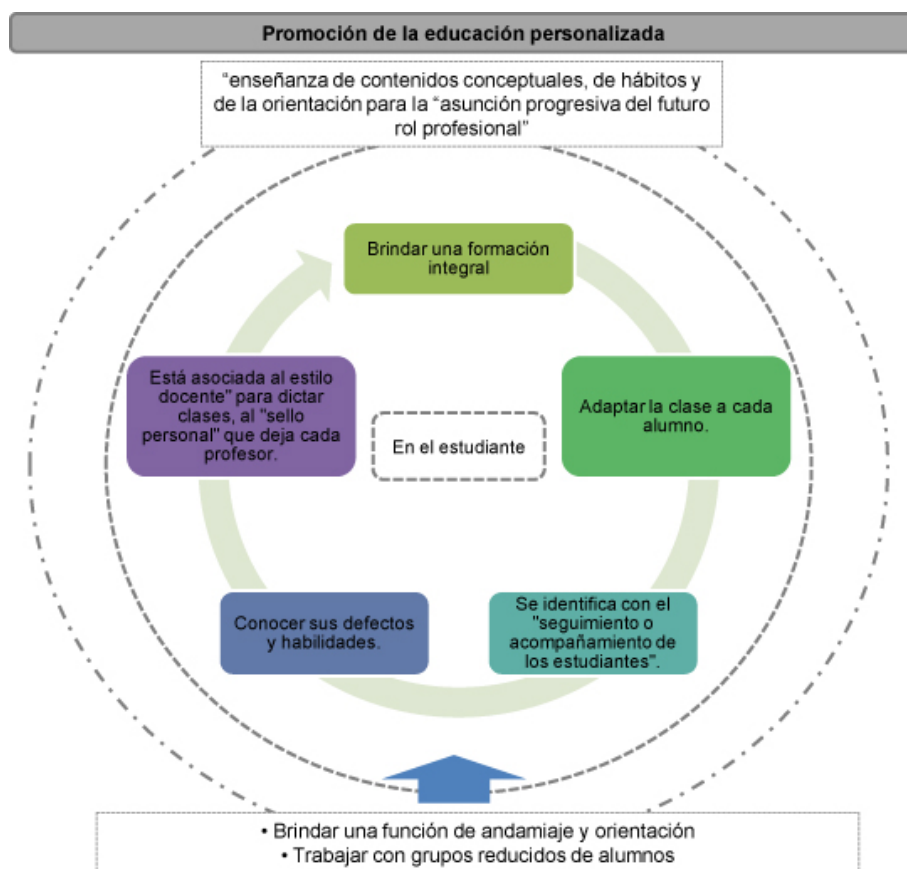 Promoción de la educación personalizada
“enseñanza de contenidos conceptuales, de hábitos y
de la orientación para la “asunción progresiva del futuro
rol profesional”
Brindar una formación
integral
Está asociada al estilo
docente" para dictar
clases, al "sello
personal" que deja cada
profesor.
En el estudiante
Adaptar la clase a cada
alumno.
Conocer sus defectos
y habilidades.
Se identifica con el
"seguimiento o
acompañamiento de
los estudiantes".
• Brindar una función de andamiaje y orientación
• Trabajar con grupos reducidos de alumnos